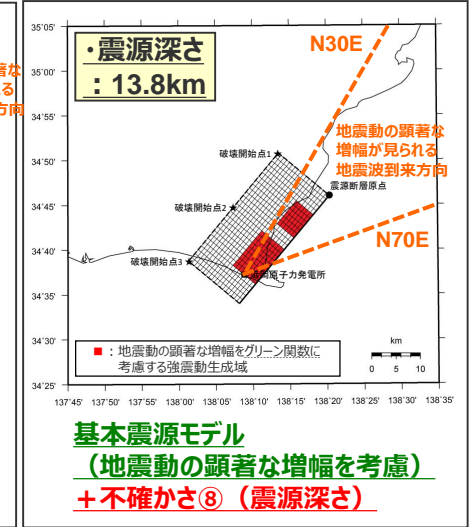 著な
る
方向
・震源深さ
：13.8km
N30E
地震動の顕著な
増幅が見られる
地震波到来方向
N70E
破壊開始点1
震源断層原点
破壊開始点2
破壊開始点3
岡原子力発電所
■：地震動の顕著な増幅をグリーン関数に
考慮する強震動生成域
km
0 5 10
35˚05'
35˚00'
34˚55'
34˚50'
34˚45'
34˚40'
34˚35'
34˚30'
34˚25'
137˚45' 137˚50' 137˚55' 138˚00' 138˚05' 138˚10' 138˚15' 138˚20' 138˚25' 138˚30' 138˚35'
基本震源モデル
（地震動の顕著な増幅を考慮）
＋不確かさ⑧（震源深さ）